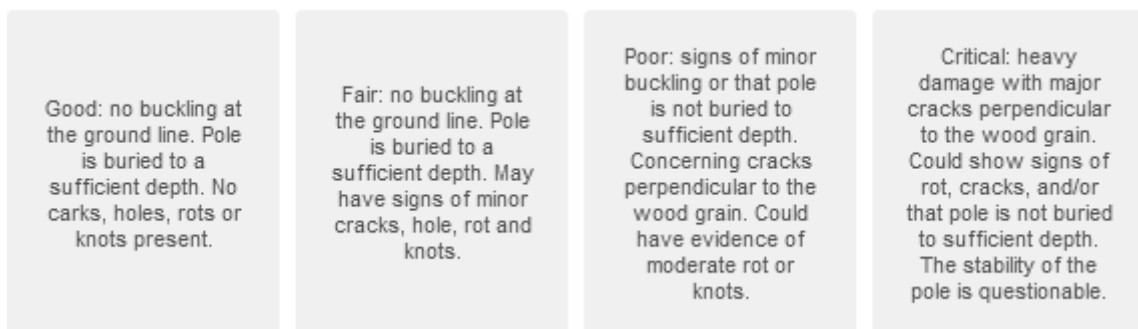 Good: no buckling at
the ground line. Pole
is buried to a
sufficient depth. No
carks, holes, rots or
knots present.
Fair: no buckling at
the ground line. Pole
is buried to a
sufficient depth. May
have signs of minor
cracks, hole, rot and
knots.
Poor: signs of minor
buckling or that pole
is not buried to
sufficient depth.
Concerning cracks
perpendicular to the
wood grain. Could
have evidence of
moderate rot or
knots.
Critical: heavy
damage with major
cracks perpendicular
to the wood grain.
Could show signs of
rot, cracks, and/or
that pole is not buried
to sufficient depth.
The stability of the
pole is questionable.